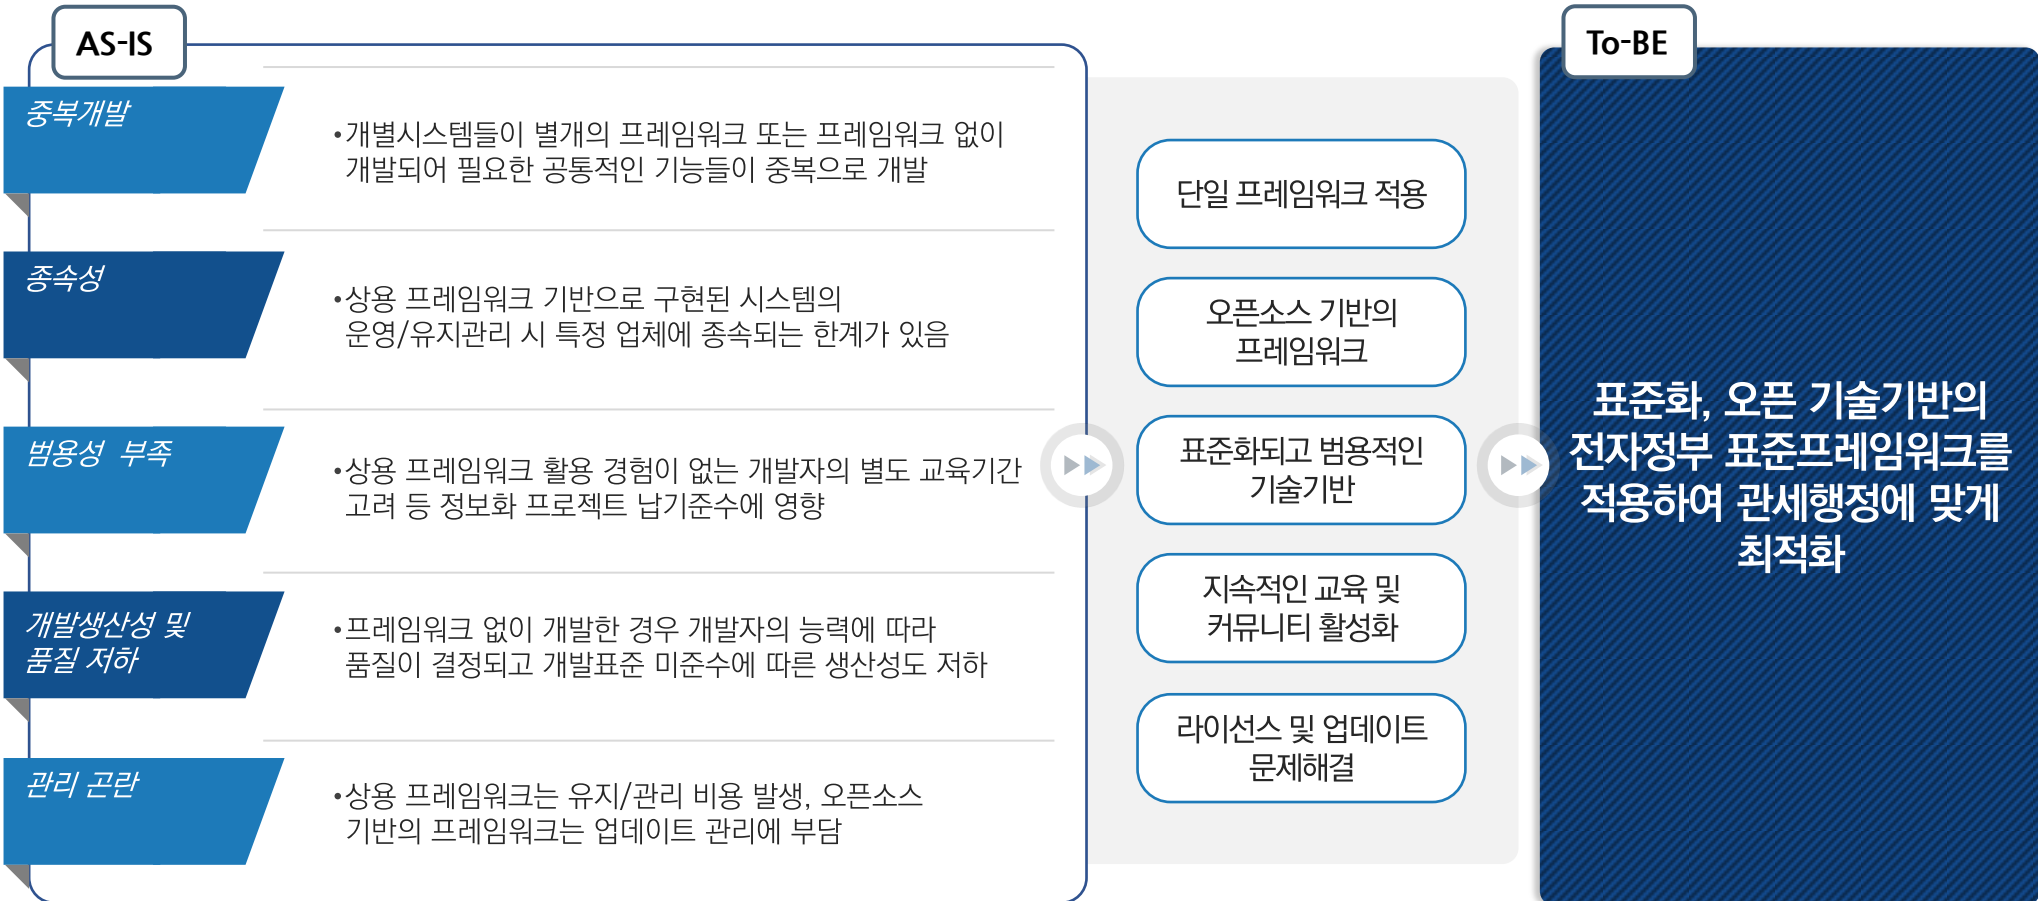 AS-IS
중복개발
•개별시스템들이 별개의 프레임워크 또는 프레임워크 없이
개발되어 필요한 공통적인 기능들이 중복으로 개발
종속성
•상용 프레임워크 기반으로 구현된 시스템의
운영/유지관리 시 특정 업체에 종속되는 한계가 있음
범용성 부족
•상용 프레임워크 활용 경험이 없는 개발자의 별도 교육기간
고려 등 정보화 프로젝트 납기준수에 영향
개발생산성 및
품질 저하
•프레임워크 없이 개발한 경우 개발자의 능력에 따라
품질이 결정되고 개발표준 미준수에 따른 생산성도 저하
관리 곤란
•상용 프레임워크는 유지/관리 비용 발생, 오픈소스
기반의 프레임워크는 업데이트 관리에 부담
단일 프레임워크 적용
오픈소스 기반의
프레임워크
표준화되고 범용적인
기술기반
지속적인 교육 및
커뮤니티 활성화
라이선스 및 업데이트
문제해결
To-BE
표준화, 오픈 기술기반의
전자정부 표준프레임워크를
적용하여 관세행정에 맞게
최적화